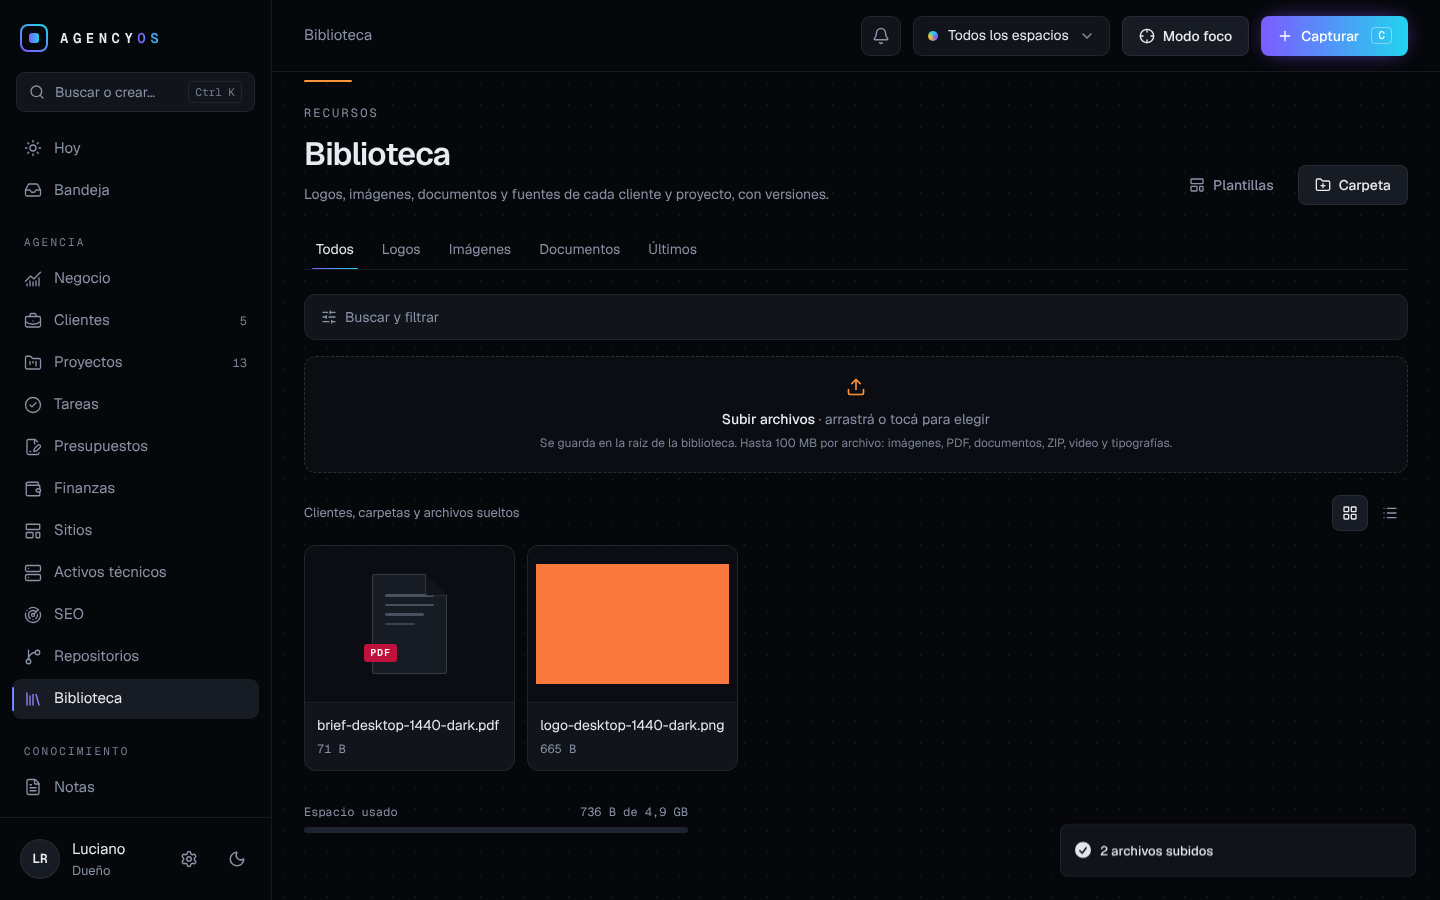 AGENCYOS
Buscar o crear...
Ctrl K
Hoy
Bandeja
AGENCIA
Negocio
Clientes 5
Proyectos 13
Tareas
Presupuestos
Finanzas
Sitios
Activos técnicos
SEO
Repositorios
Biblioteca
CONOCIMIENTO
Notas
LR
Luciano
Dueño
Biblioteca
Todos los espacios
Modo foco
Capturar C
RECURSOS
Biblioteca
Logos, imágenes, documentos y fuentes de cada cliente y proyecto, con versiones.
Plantillas
Carpeta
Todos Logos Imágenes Documentos Últimos
Buscar y filtrar
Subir archivos · arrastrá o tocá para elegir
Se guarda en la raíz de la biblioteca. Hasta 100 MB por archivo: imágenes, PDF, documentos, ZIP, video y tipografías.
Clientes, carpetas y archivos sueltos
PDF
brief-desktop-1440-dark.pdf
71 B
logo-desktop-1440-dark.png
665 B
Espacio usado 736 B de 4,9 GB
2 archivos subidos